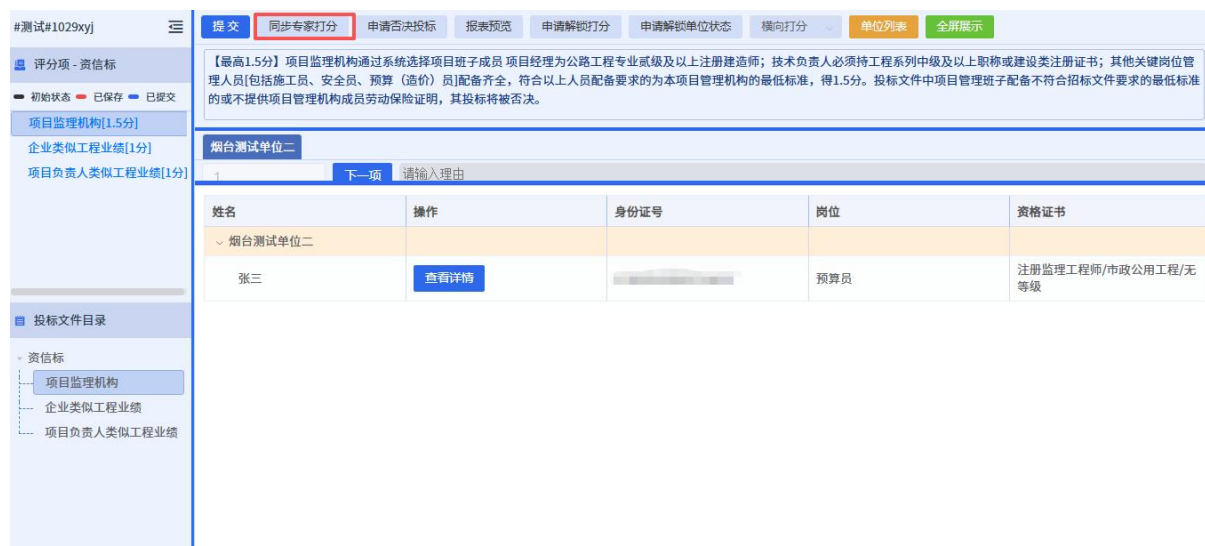 #测试#1029xyj
提交 同步专家打分 申请否决投标 报表预览 申请解锁打分 申请解锁单位状态 横向打分 单位列表 全屏展示
评分项 - 资信标
初始状态 已保存 已提交
项目监理机构[1.5分]
企业类似工程业绩[1分]
项目负责人类似工程业绩[1分]
【最高1.5分】项目监理机构通过系统选择项目班子成员 项目经理为公路工程专业贰级及以上注册建造师；技术负责人必须持工程系列中级及以上职称或建设类注册证书；其他关键岗位管
理人员[包括施工员、安全员、预算（造价）员]配备齐全，符合以上人员配备要求的为本项目管理机构的最低标准，得1.5分。投标文件中项目管理班子配备不符合招标文件要求的最低标准
的或不提供项目管理机构成员劳动保险证明，其投标将被否决。
烟台测试单位二
1 下一项 请输入理由
姓名 操作 身份证号 岗位 资格证书
烟台测试单位二
张三 查看详情 预算员 注册监理工程师/市政公用工程/无
等级
投标文件目录
资信标
项目监理机构
企业类似工程业绩
项目负责人类似工程业绩